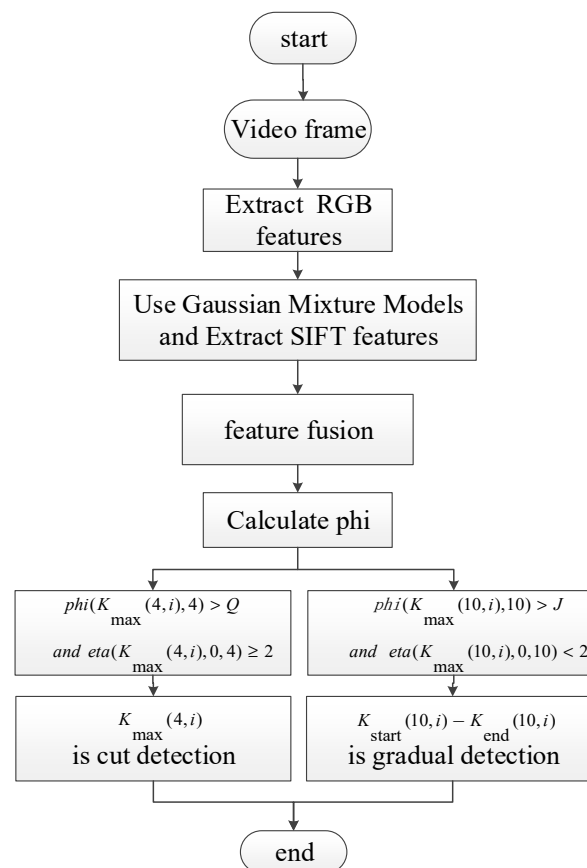 start
Video frame
Extract RGB
features
Use Gaussian Mixture Models
and Extract SIFT features
feature fusion
Calculate phi
phi(K_max(4,i),4) > Q
and eta(K_max(4,i),0,4) ≥ 2
phi(K_max(10,i),10) > J
and eta(K_max(10,i),0,10) < 2
K_max(4,i)
is cut detection
K_start(10,i) − K_end(10,i)
is gradual detection
end